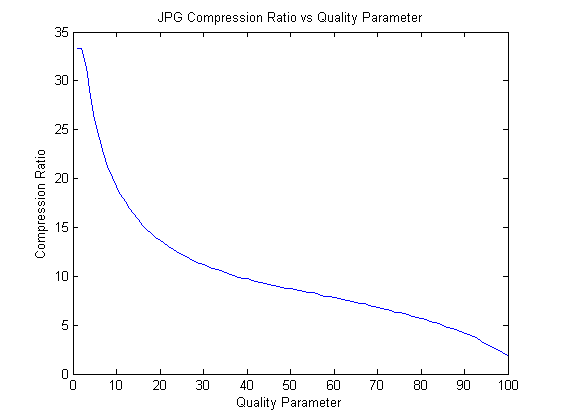 JPG Compression Ratio vs Quality Parameter
35
30
25
20
15
10
5
0
Compression Ratio
0 10 20 30 40 50 60 70 80 90 100
Quality Parameter